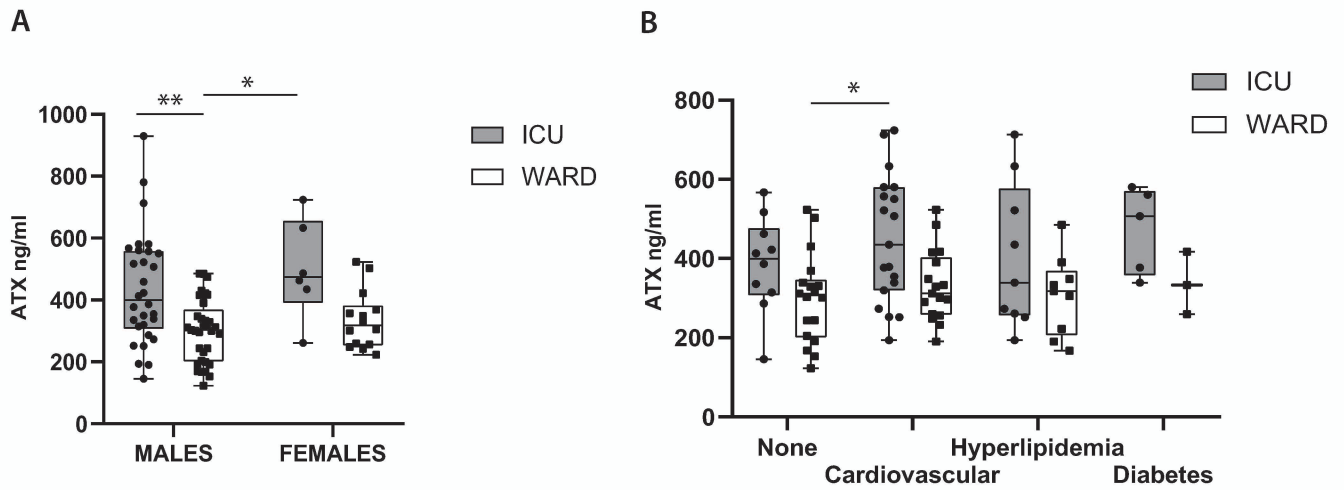 A
ATX ng/ml
1000
800
600
400
200
0
**
*
MALES
FEMALES
ICU
WARD
B
ATX ng/ml
800
600
400
200
0
*
None
Cardiovascular
Hyperlipidemia
Diabetes
ICU
WARD